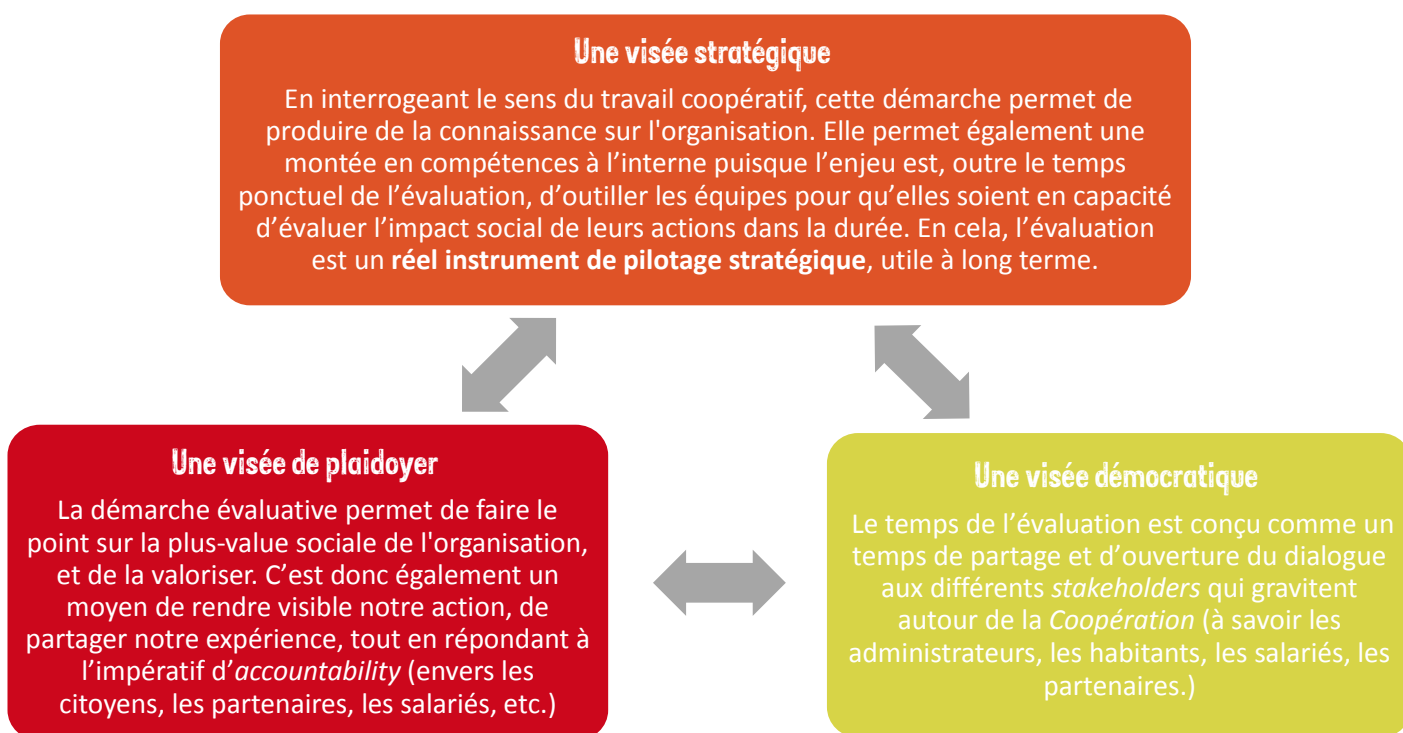 Une visée stratégique
En interrogeant le sens du travail coopératif, cette démarche permet de
produire de la connaissance sur l'organisation. Elle permet également une
montée en compétences à l’interne puisque l’enjeu est, outre le temps
ponctuel de l’évaluation, d’outiller les équipes pour qu’elles soient en capacité
d’évaluer l’impact social de leurs actions dans la durée. En cela, l’évaluation
est un réel instrument de pilotage stratégique, utile à long terme.
Une visée de plaidoyer
La démarche évaluative permet de faire le
point sur la plus-value sociale de l'organisation,
et de la valoriser. C’est donc également un
moyen de rendre visible notre action, de
partager notre expérience, tout en répondant à
l’impératif d’accountability (envers les
citoyens, les partenaires, les salariés, etc.)
Une visée démocratique
Le temps de l’évaluation est conçu comme un
temps de partage et d’ouverture du dialogue
aux différents stakeholders qui gravitent
autour de la Coopération (à savoir les
administrateurs, les habitants, les salariés, les
partenaires.)